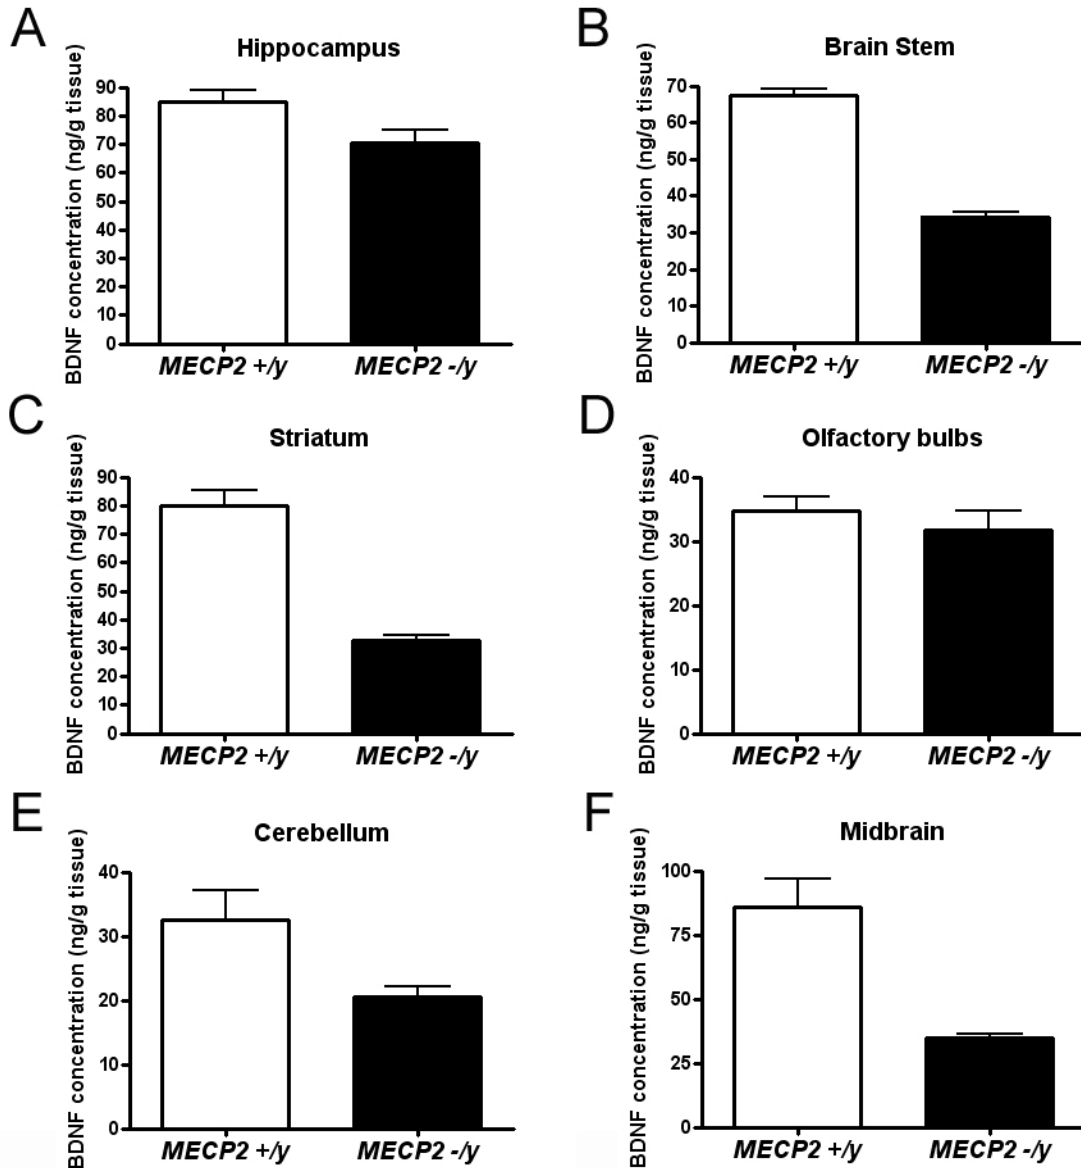 A
Hippocampus
BDNF concentration (ng/g tissue)
90
80
70
60
50
40
30
20
10
0
MECP2 +/y MECP2 -/y
B
Brain Stem
BDNF concentration (ng/g tissue)
70
60
50
40
30
20
10
0
MECP2 +/y MECP2 -/y
C
Striatum
BDNF concentration (ng/g tissue)
90
80
70
60
50
40
30
20
10
0
MECP2 +/y MECP2 -/y
D
Olfactory bulbs
BDNF concentration (ng/g tissue)
40
30
20
10
0
MECP2 +/y MECP2 -/y
E
Cerebellum
BDNF concentration (ng/g tissue)
40
30
20
10
0
MECP2 +/y MECP2 -/y
F
Midbrain
BDNF concentration (ng/g tissue)
100
75
50
25
0
MECP2 +/y MECP2 -/y